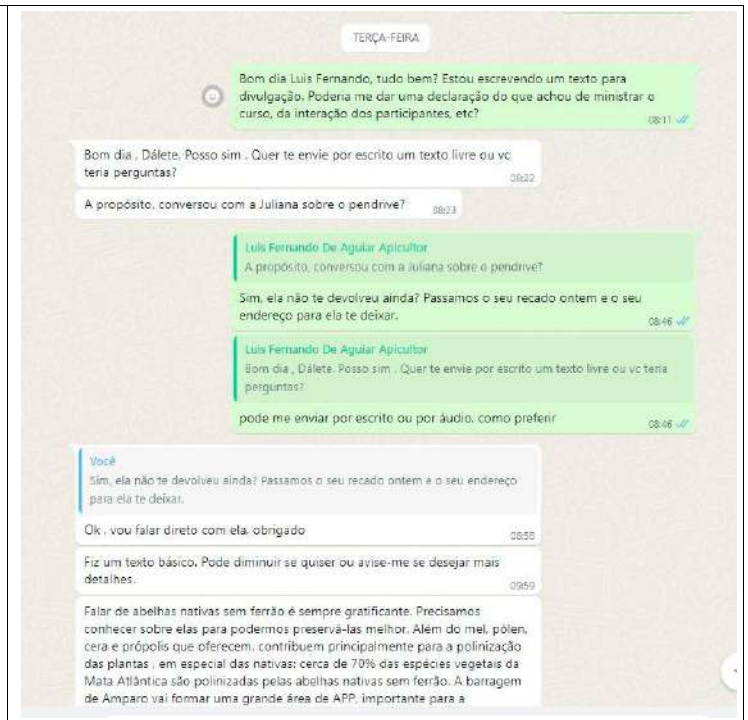 TERÇA-FEIRA
Bom dia Luis Fernando, tudo bem? Estou escrevendo um texto para
divulgação. Poderia me dar uma declaração do que achou de ministrar o
curso, da interação dos participantes, etc?
08:11
Bom dia , Dálete. Posso sim . Quer te envie por escrito um texto livre ou vc
teria perguntas?
08:22
A propósito, conversou com a Juliana sobre o pendrive?
08:23
Luis Fernando De Aguiar Apicultor
A propósito, conversou com a Juliana sobre o pendrive?
Sim, ela não te devolveu ainda? Passamos o seu recado ontem e o seu
endereço para ela te deixar.
08:46
Luis Fernando De Aguiar Apicultor
Bom dia , Dálete. Posso sim . Quer te envie por escrito um texto livre ou vc teria
perguntas?
pode me enviar por escrito ou por áudio, como preferir
08:46
Você
Sim, ela não te devolveu ainda? Passamos o seu recado ontem e o seu endereço
para ela te deixar.
Ok , vou falar direto com ela, obrigado
08:58
Fiz um texto básico. Pode diminuir se quiser ou avise-me se desejar mais
detalhes.
09:59
Falar de abelhas nativas sem ferrão é sempre gratificante. Precisamos
conhecer sobre elas para podermos preservá-las melhor. Além do mel, pólen,
cera e própolis que oferecem, contribuem principalmente para a polinização
das plantas , em especial das nativas: cerca de 70% das espécies vegetais da
Mata Atlântica são polinizadas pelas abelhas nativas sem ferrão. A barragem
de Amparo vai formar uma grande área de APP, importante para a